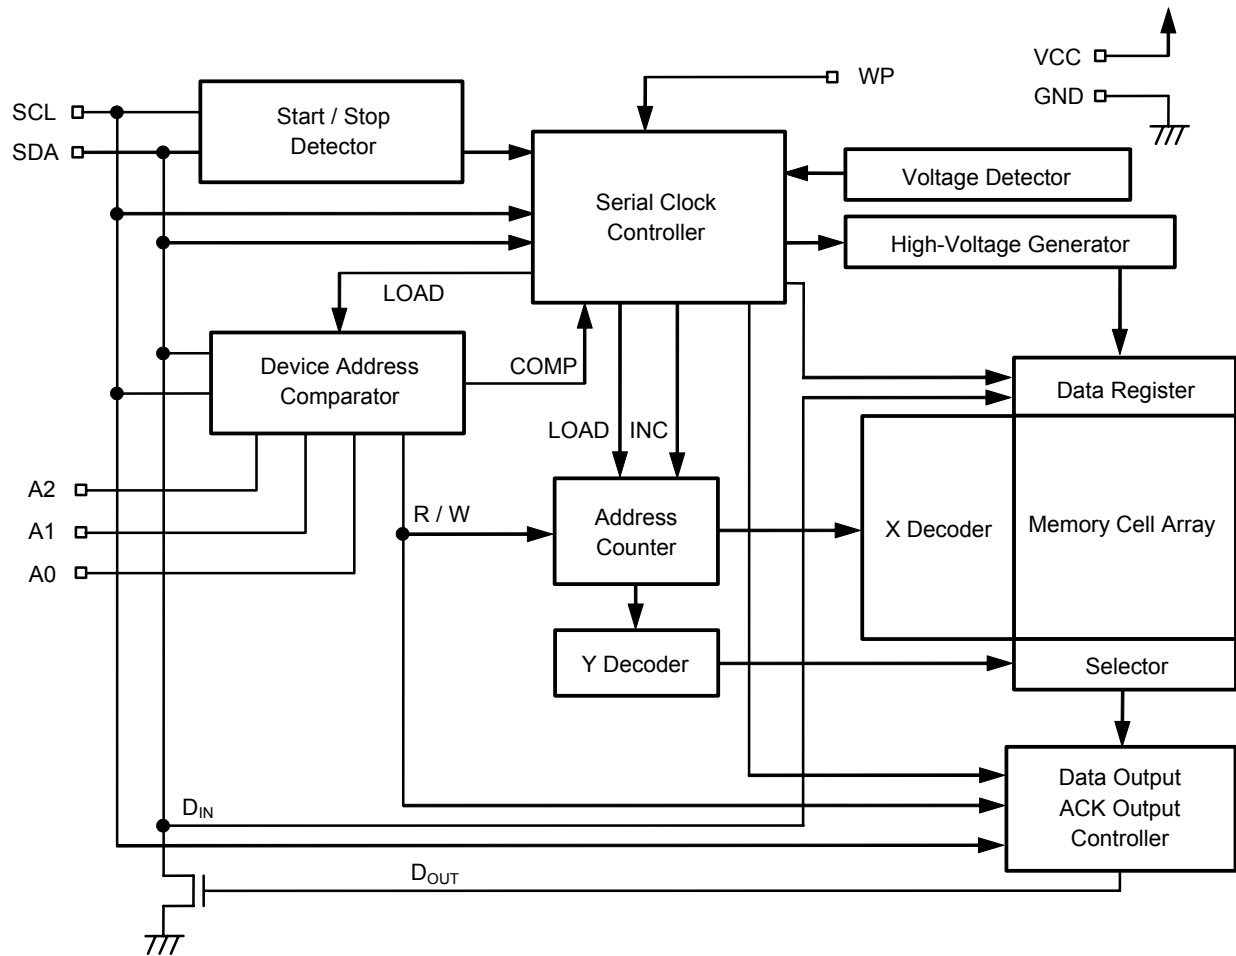 VCC
WP
GND
SCL
SDA
Start / Stop
Detector
Serial Clock
Controller
Voltage Detector
High-Voltage Generator
LOAD
Device Address
Comparator
COMP
Data Register
LOAD
INC
A2
A1
A0
R / W
Address
Counter
X Decoder
Memory Cell Array
Y Decoder
Selector
Data Output
ACK Output
Controller
DIN
DOUT